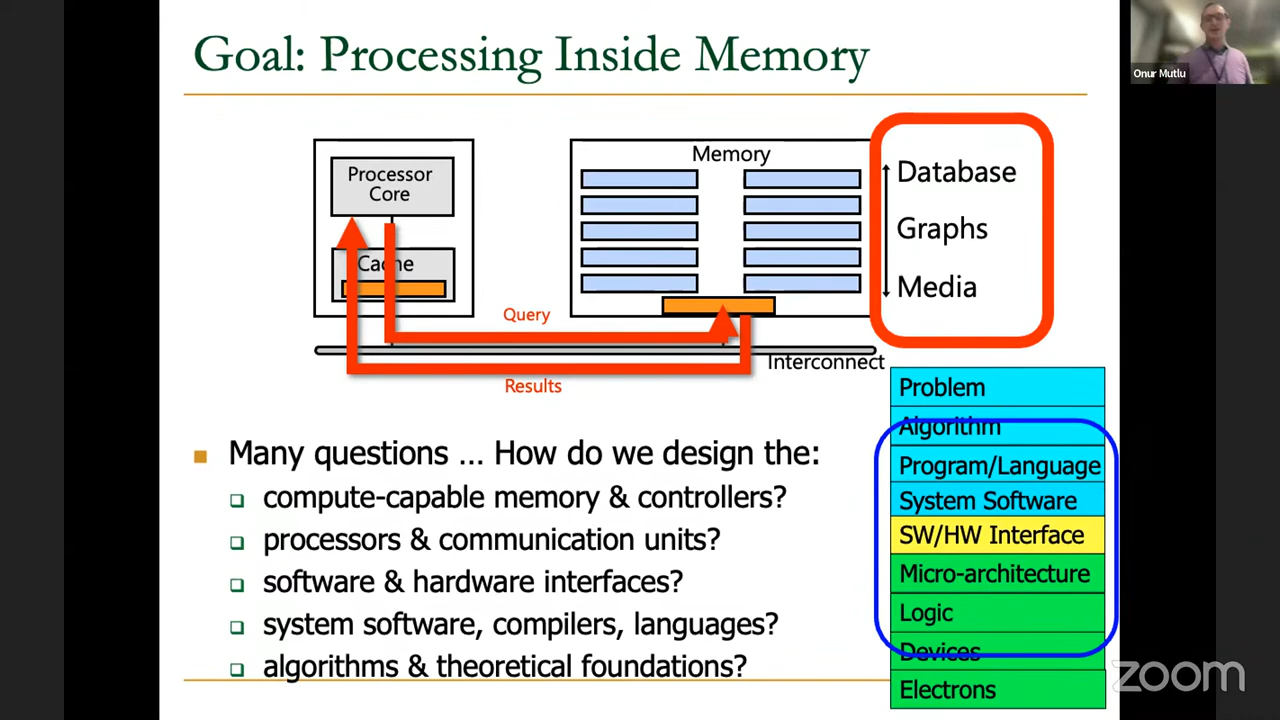 Goal: Processing Inside Memory
Onur Mutlu
Processor
Core
Cache
Memory
Database
Graphs
Media
Query
Interconnect
Results
Many questions ... How do we design the:
compute-capable memory & controllers?
processors & communication units?
software & hardware interfaces?
system software, compilers, languages?
algorithms & theoretical foundations?
Problem
Algorithm
Program/Language
System Software
SW/HW Interface
Micro-architecture
Logic
Devices
Electrons
zoom